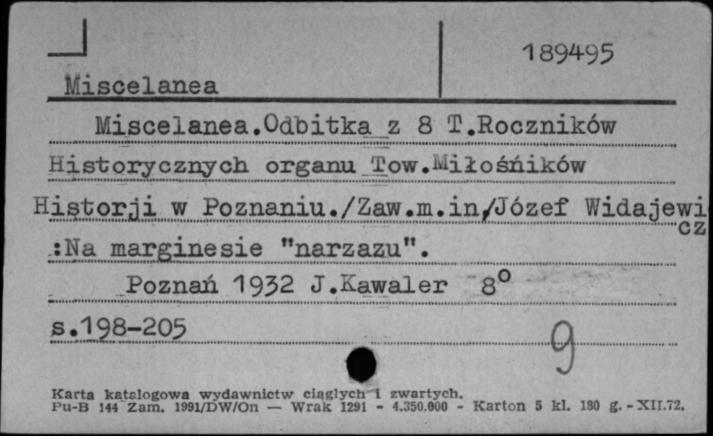 189495
Miscelanea
Miscelanea.Odbitka z 8 T.Roczników
Historycznych organu Tow.Miłośńików
Historji w Poznaniu./Zaw.m.in/Józef Widajewi
cz
:Na marginesie "narzazu".
Poznań 1932 J.Kawaler 8°
s.198-205
9
Karta katalogowa wydawnictw ciągłych i zwartych.
Pu-B 144 Zam. 1991/DW/On — Wrak 1291 - 4.350.000 - Karton 5 kl. 180 g. - XII.72.